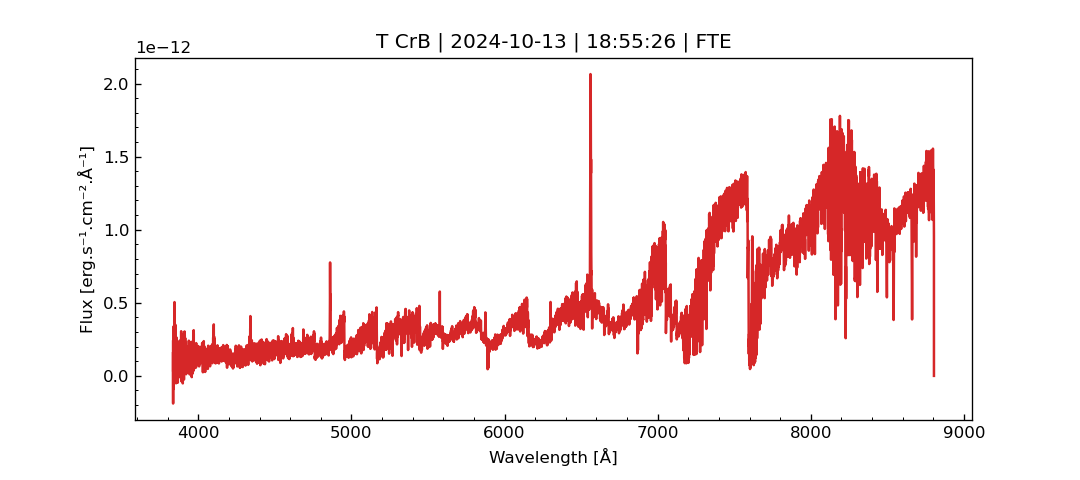 T CrB | 2024-10-13 | 18:55:26 | FTE
1e−12
2.0
1.5
1.0
0.5
0.0
Flux [erg.s⁻¹.cm⁻².Å⁻¹]
4000 5000 6000 7000 8000 9000
Wavelength [Å]